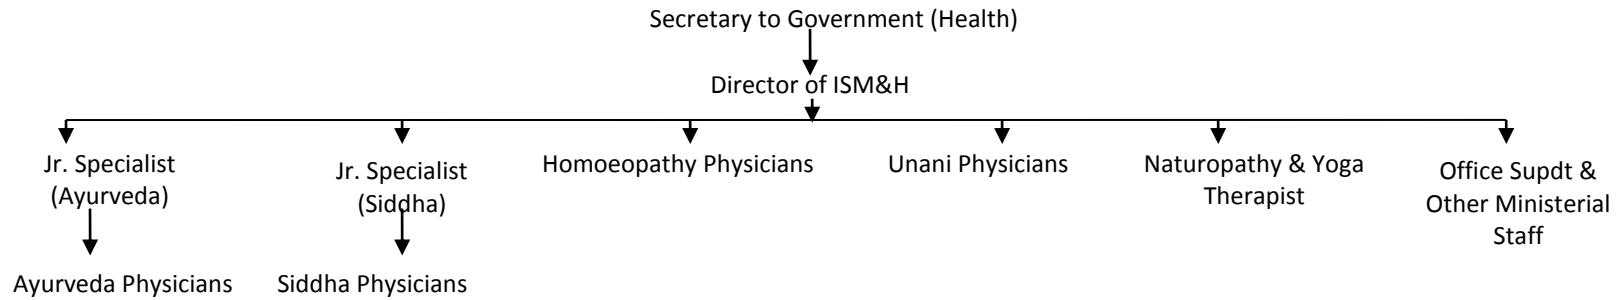 Secretary to Government (Health)
Director of ISM&H
Jr. Specialist
(Ayurveda)
Jr. Specialist
(Siddha)
Homoeopathy Physicians
Unani Physicians
Naturopathy & Yoga
Therapist
Office Supdt &
Other Ministerial
Staff
Ayurveda Physicians
Siddha Physicians